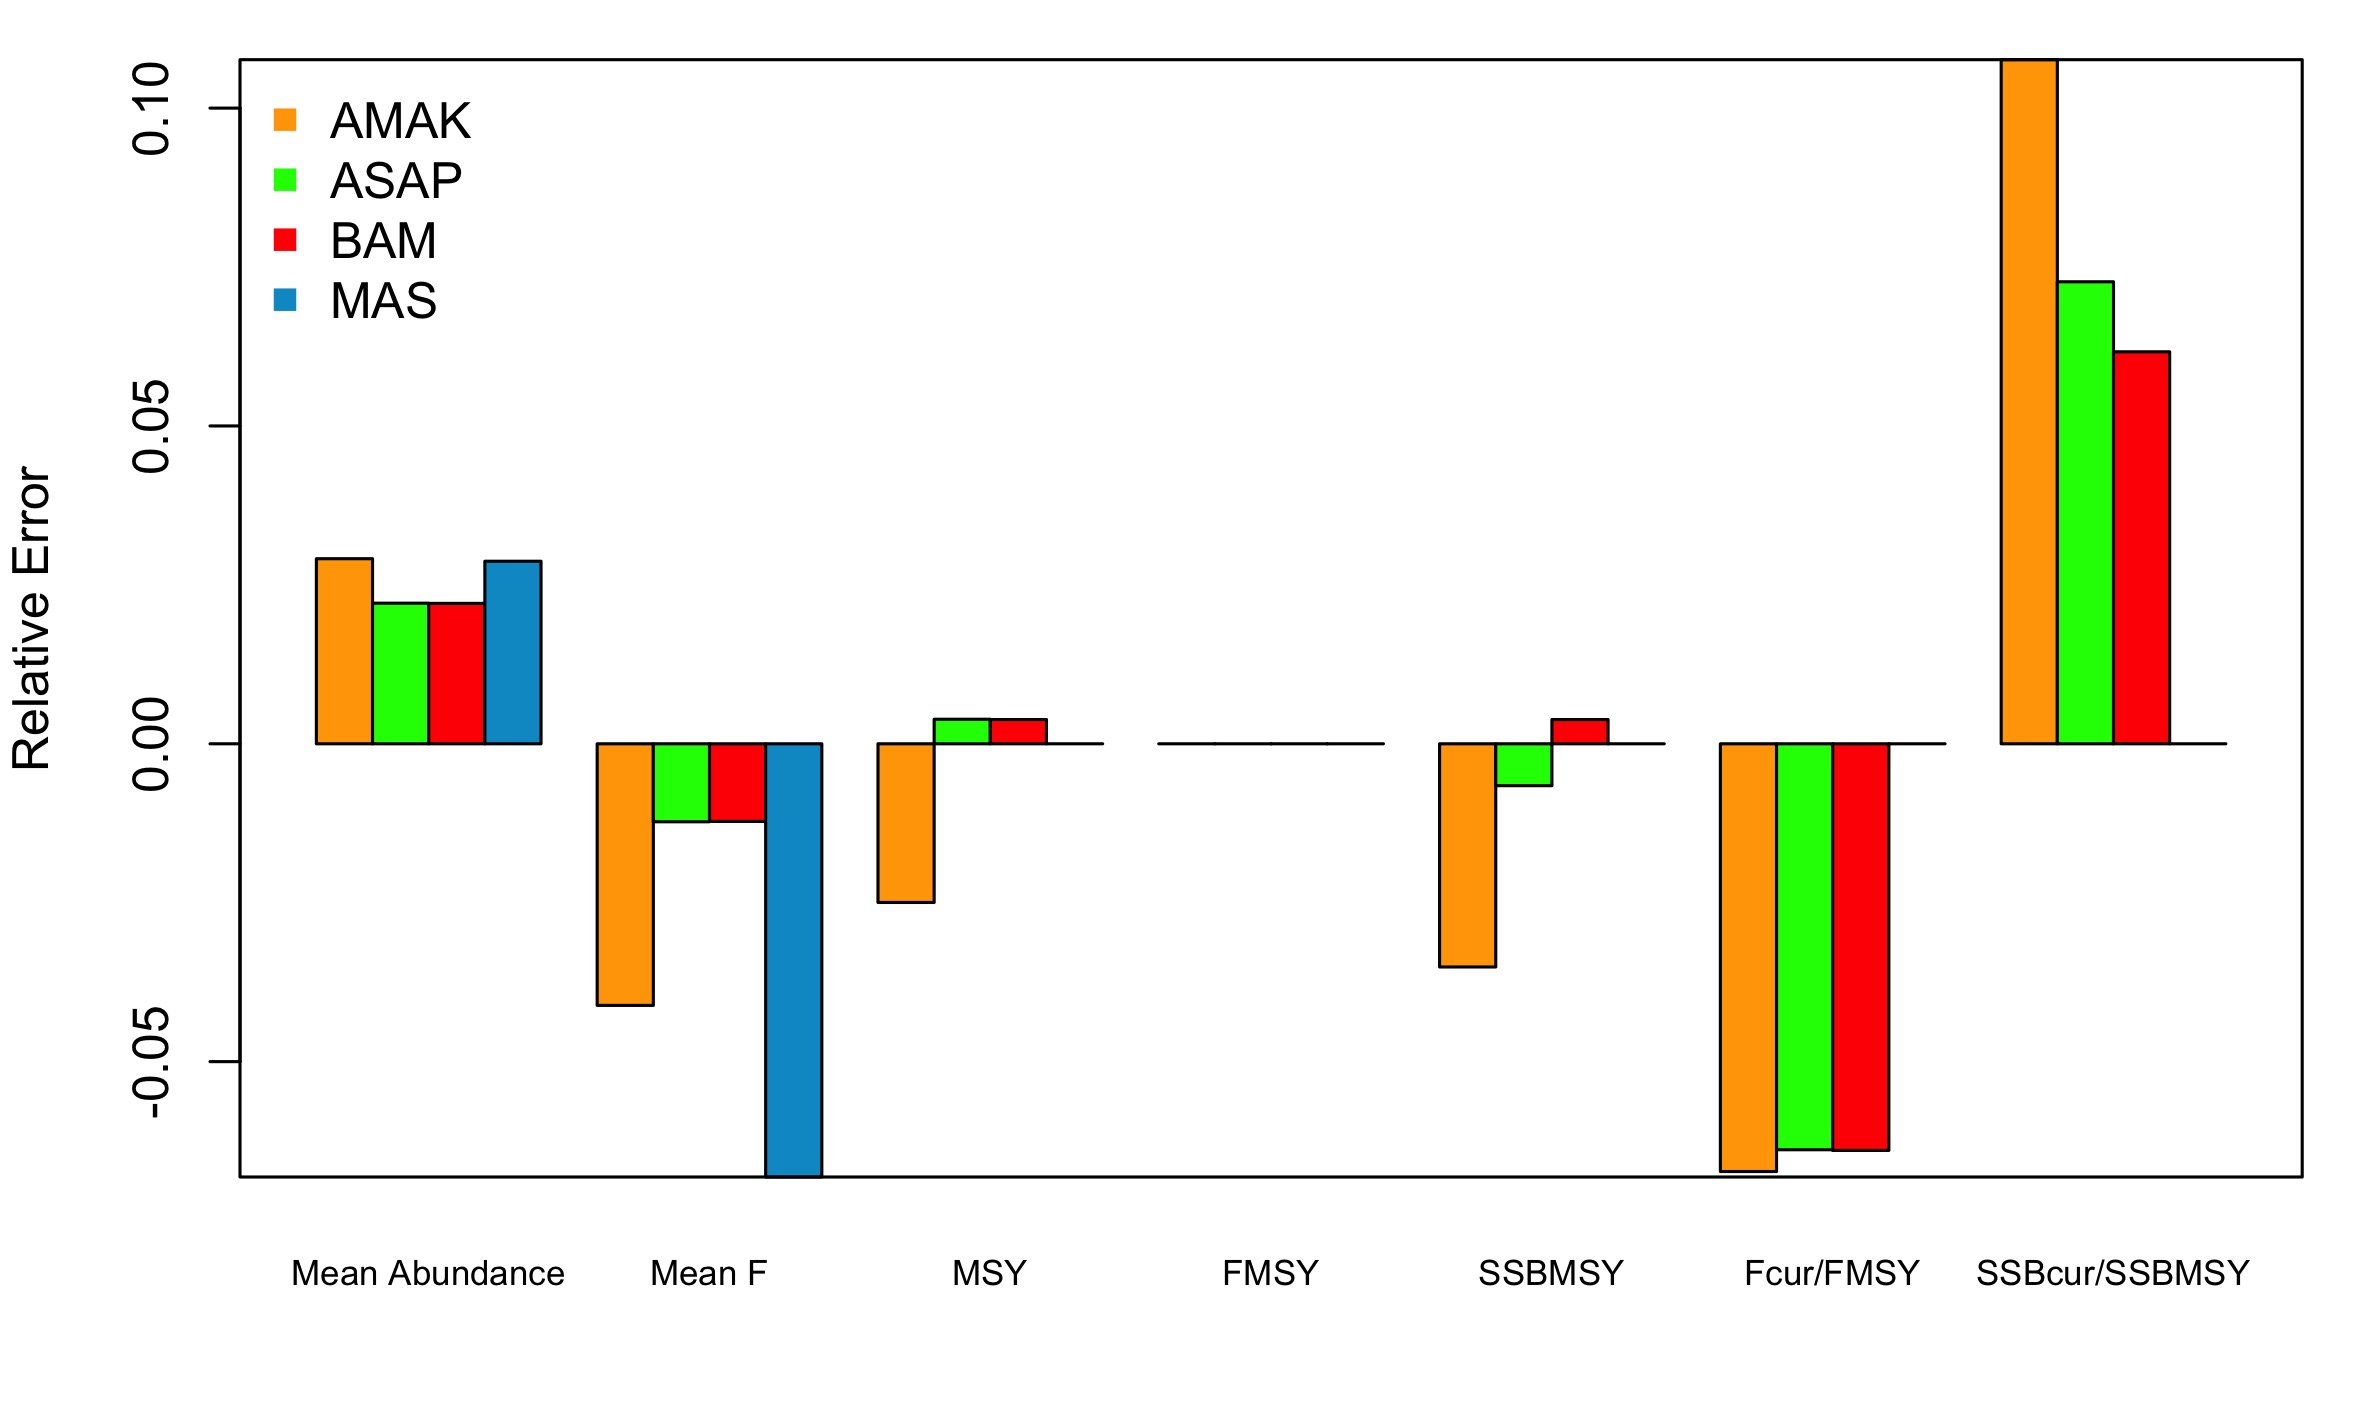 Relative Error
0.10
0.05
0.00
-0.05
AMAK
ASAP
BAM
MAS
Mean Abundance Mean F MSY FMSY SSBMSY Fcur/FMSY SSBcur/SSBMSY